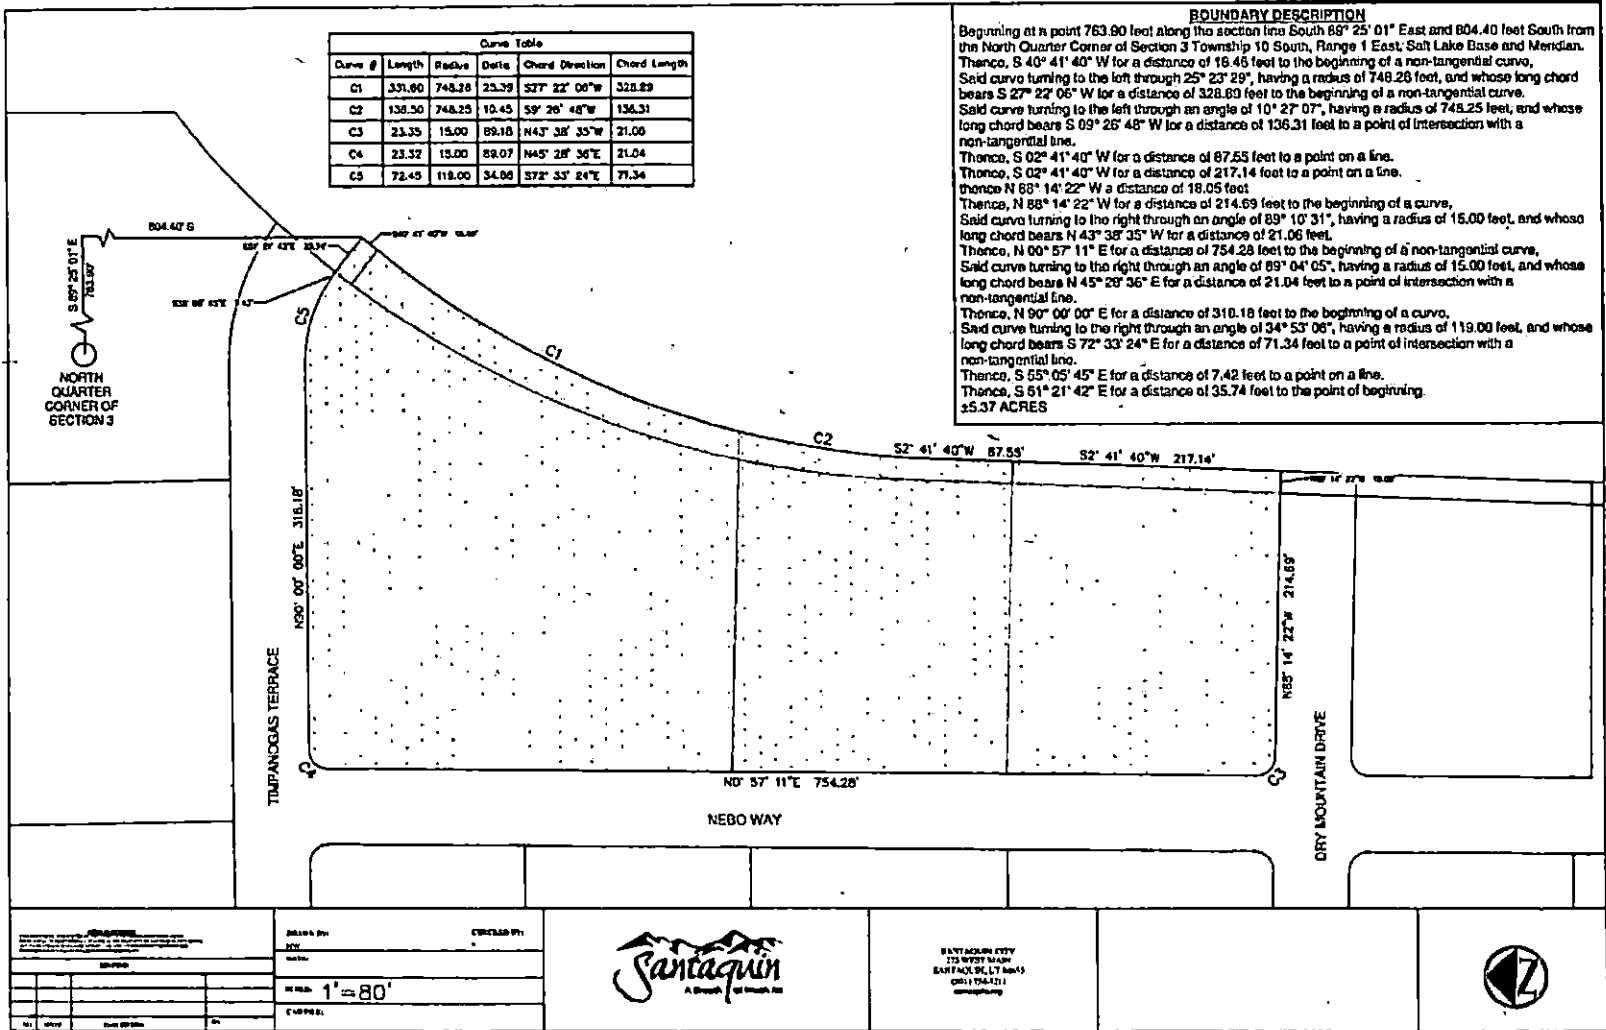 Curve Table
Curve # Length Radius Delta Chord Direction Chord Length
C1 331.60 748.26 25.39 S27° 22' 06"W 328.89
C2 136.50 748.25 10.45 S9° 26' 48"W 136.31
C3 23.35 15.00 89.18 N43° 38' 35"W 21.06
C4 23.32 15.00 89.07 N45° 28' 36"E 21.04
C5 72.45 119.00 34.88 S72° 33' 24"E 71.34
BOUNDARY DESCRIPTION
Beginning at a point 763.90 feet along the section line South 89° 25' 01" East and 804.40 feet South from
the North Quarter Corner of Section 3 Township 10 South, Range 1 East, Salt Lake Base and Meridian.
Thence, S 40° 41' 40" W for a distance of 18.46 feet to the beginning of a non-tangential curve,
Said curve turning to the left through 25° 23' 29", having a radius of 748.26 feet, and whose long chord
bears S 27° 22' 06" W for a distance of 328.89 feet to the beginning of a non-tangential curve.
Said curve turning to the left through an angle of 10° 27' 07", having a radius of 748.25 feet, and whose
long chord bears S 09° 26' 48" W for a distance of 136.31 feet to a point of intersection with a
non-tangential line.
Thence, S 02° 41' 40" W for a distance of 87.55 feet to a point on a line.
Thence, S 02° 41' 40" W for a distance of 217.14 feet to a point on a line.
thence N 88° 14' 22" W a distance of 18.05 feet
Thence, N 88° 14' 22" W for a distance of 214.69 feet to the beginning of a curve,
Said curve turning to the right through an angle of 89° 10' 31", having a radius of 15.00 feet, and whose
long chord bears N 43° 38' 35" W for a distance of 21.06 feet.
Thence, N 00° 57' 11" E for a distance of 754.28 feet to the beginning of a non-tangential curve,
Said curve turning to the right through an angle of 89° 04' 05", having a radius of 15.00 feet, and whose
long chord bears N 45° 28' 36" E for a distance of 21.04 feet to a point of intersection with a
non-tangential line.
Thence, N 90° 00' 00" E for a distance of 318.18 feet to the beginning of a curve,
Said curve turning to the right through an angle of 34° 53' 06", having a radius of 119.00 feet, and whose
long chord bears S 72° 33' 24" E for a distance of 71.34 feet to a point of intersection with a
non-tangential line.
Thence, S 55° 05' 45" E for a distance of 7.42 feet to a point on a line.
Thence, S 51° 21' 42" E for a distance of 35.74 feet to the point of beginning.
±5.37 ACRES
804.40' S
S 89° 25' 01" E
763.90'
NORTH
QUARTER
CORNER OF
SECTION 3
C5
C1
C2
S2° 41' 40"W 87.55'
S2° 41' 40"W 217.14'
N90° 00' 00"E 318.18'
N88° 14' 22"W 214.69'
TIMPANOGAS TERRACE
C4
N0° 57' 11"E 754.28'
C3
NEBO WAY
DRY MOUNTAIN DRIVE
1"=80'
Santaquin
SANTAQUIN CITY
275 WEST MAIN
Z